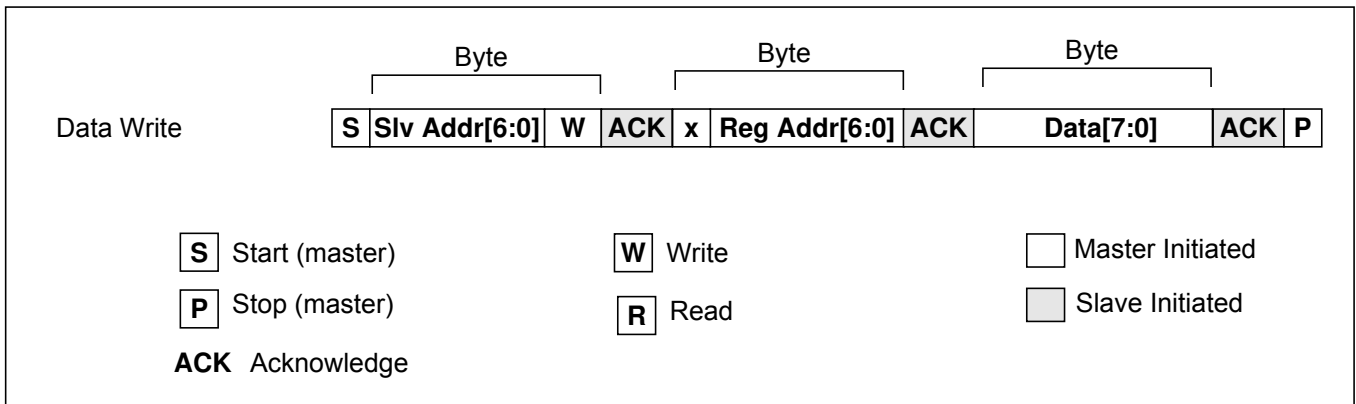 Byte Byte Byte
Data Write S Slv Addr[6:0] W ACK x Reg Addr[6:0] ACK Data[7:0] ACK P
S Start (master) W Write Master Initiated
P Stop (master) R Read Slave Initiated
ACK Acknowledge